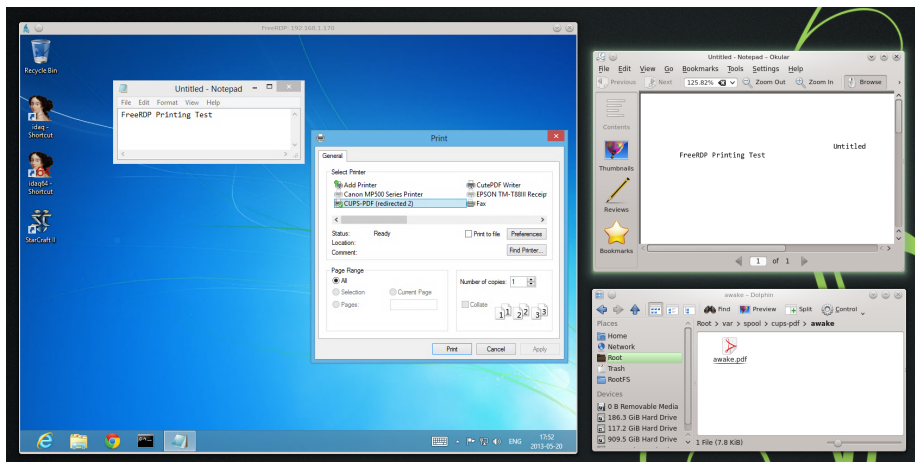 FreeRDP: 192.168.1.170
Recycle Bin
idaq -
Shortcut
idaq64 -
Shortcut
StarCraft II
Untitled - Notepad
File Edit Format View Help
FreeRDP Printing Test
Print
General
Select Printer
Add Printer
CutePDF Writer
Canon MP500 Series Printer
EPSON TM-T88III Receip
CUPS-PDF (redirected 2)
Fax
Status: Ready
Print to file
Preferences
Location:
Comment:
Find Printer...
Page Range
All
Selection
Current Page
Pages:
Number of copies: 1
Collate
1 1 2 2 3 3
Print
Cancel
Apply
ENG
17:52
2013-05-20
Untitled - Notepad - Okular
File Edit View Go Bookmarks Tools Settings Help
Previous Next 125.82% Zoom Out Zoom In Browse
Contents
Thumbnails
Reviews
Bookmarks
Untitled
FreeRDP Printing Test
1 of 1
awake - Dolphin
Find Preview Split Control
Places
Home
Network
Root
Trash
RootFS
Devices
0 B Removable Media
186.3 GiB Hard Drive
117.2 GiB Hard Drive
909.5 GiB Hard Drive
Root > var > spool > cups-pdf > awake
awake.pdf
1 File (7.8 KiB)